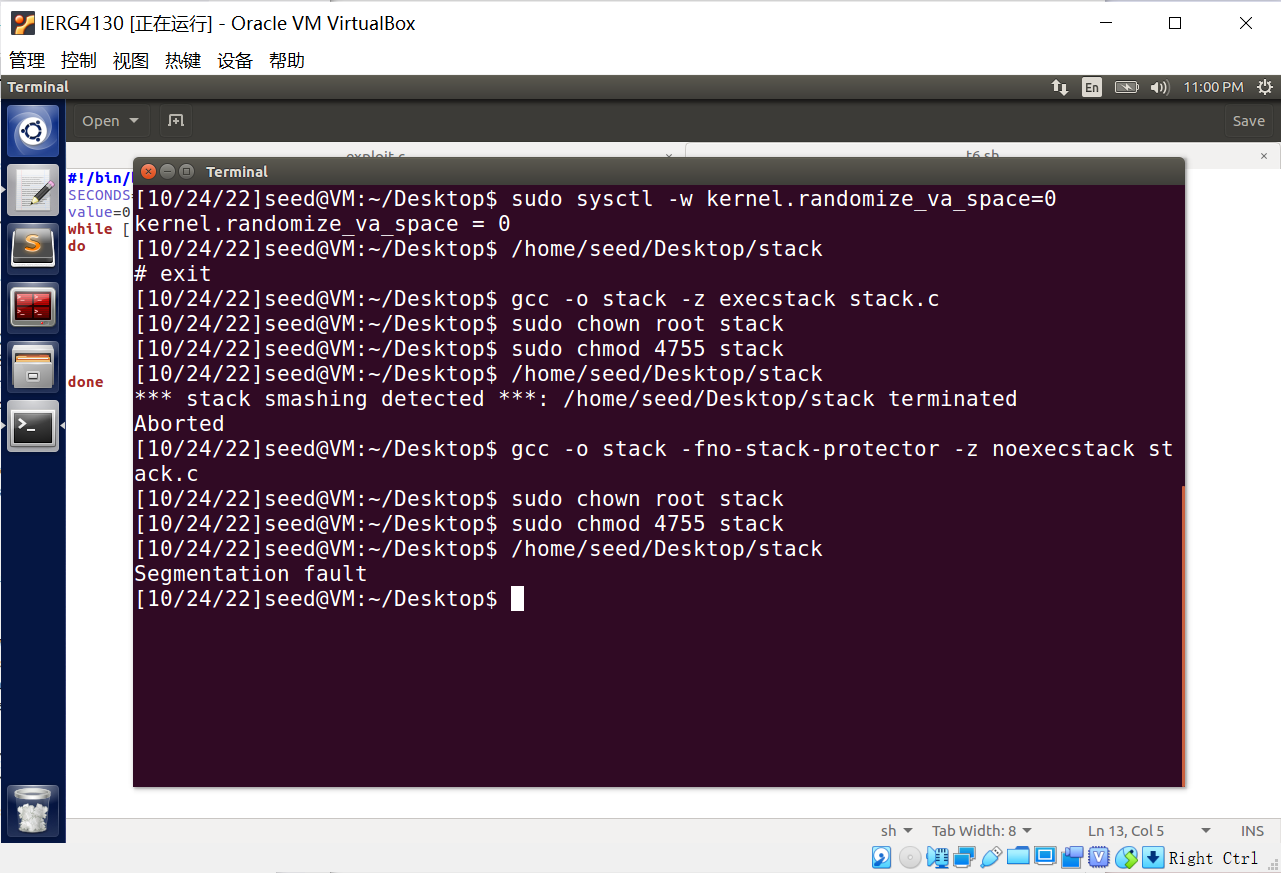 IERG4130 [正在运行] - Oracle VM VirtualBox
管理 控制 视图 热键 设备 帮助
Terminal En 11:00 PM
Open Save
exploit.c × t6.sh ×
#!/bin/
SECONDS
value=0
while [
do
done
Terminal
[10/24/22]seed@VM:~/Desktop$ sudo sysctl -w kernel.randomize_va_space=0
kernel.randomize_va_space = 0
[10/24/22]seed@VM:~/Desktop$ /home/seed/Desktop/stack
# exit
[10/24/22]seed@VM:~/Desktop$ gcc -o stack -z execstack stack.c
[10/24/22]seed@VM:~/Desktop$ sudo chown root stack
[10/24/22]seed@VM:~/Desktop$ sudo chmod 4755 stack
[10/24/22]seed@VM:~/Desktop$ /home/seed/Desktop/stack
*** stack smashing detected ***: /home/seed/Desktop/stack terminated
Aborted
[10/24/22]seed@VM:~/Desktop$ gcc -o stack -fno-stack-protector -z noexecstack st
ack.c
[10/24/22]seed@VM:~/Desktop$ sudo chown root stack
[10/24/22]seed@VM:~/Desktop$ sudo chmod 4755 stack
[10/24/22]seed@VM:~/Desktop$ /home/seed/Desktop/stack
Segmentation fault
[10/24/22]seed@VM:~/Desktop$
sh Tab Width: 8 Ln 13, Col 5 INS
Right Ctrl